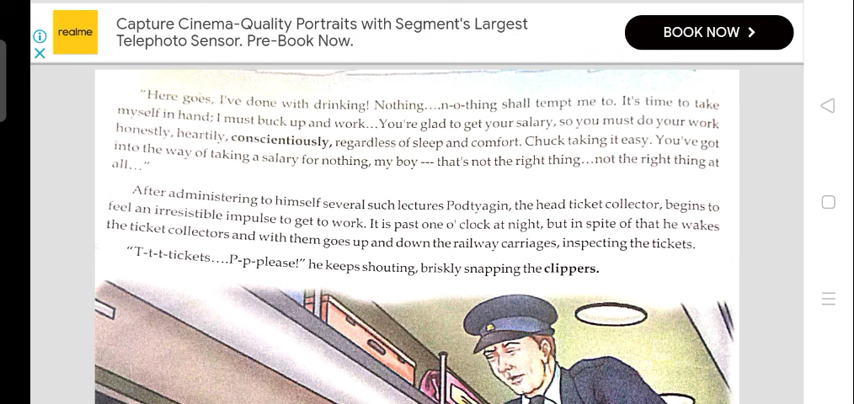 Capture Cinema-Quality Portraits with Segment's Largest
Telephoto Sensor. Pre-Book Now.
realme
BOOK NOW
"Here goes, I've done with drinking! Nothing....n-o-thing shall tempt me to. It's time to take
myself in hand; I must buck up and work...You're glad to get your salary, so you must do your work
honestly, heartily, conscientiously, regardless of sleep and comfort. Chuck taking it easy. You've got
into the way of taking a salary for nothing, my boy --- that's not the right thing...not the right thing at
all..."
After administering to himself several such lectures Podtyagin, the head ticket collector, begins to
feel an irresistible impulse to get to work. It is past one o' clock at night, but in spite of that he wakes
the ticket collectors and with them goes up and down the railway carriages, inspecting the tickets.
"T-t-t-tickets....P-p-please!" he keeps shouting, briskly snapping the clippers.